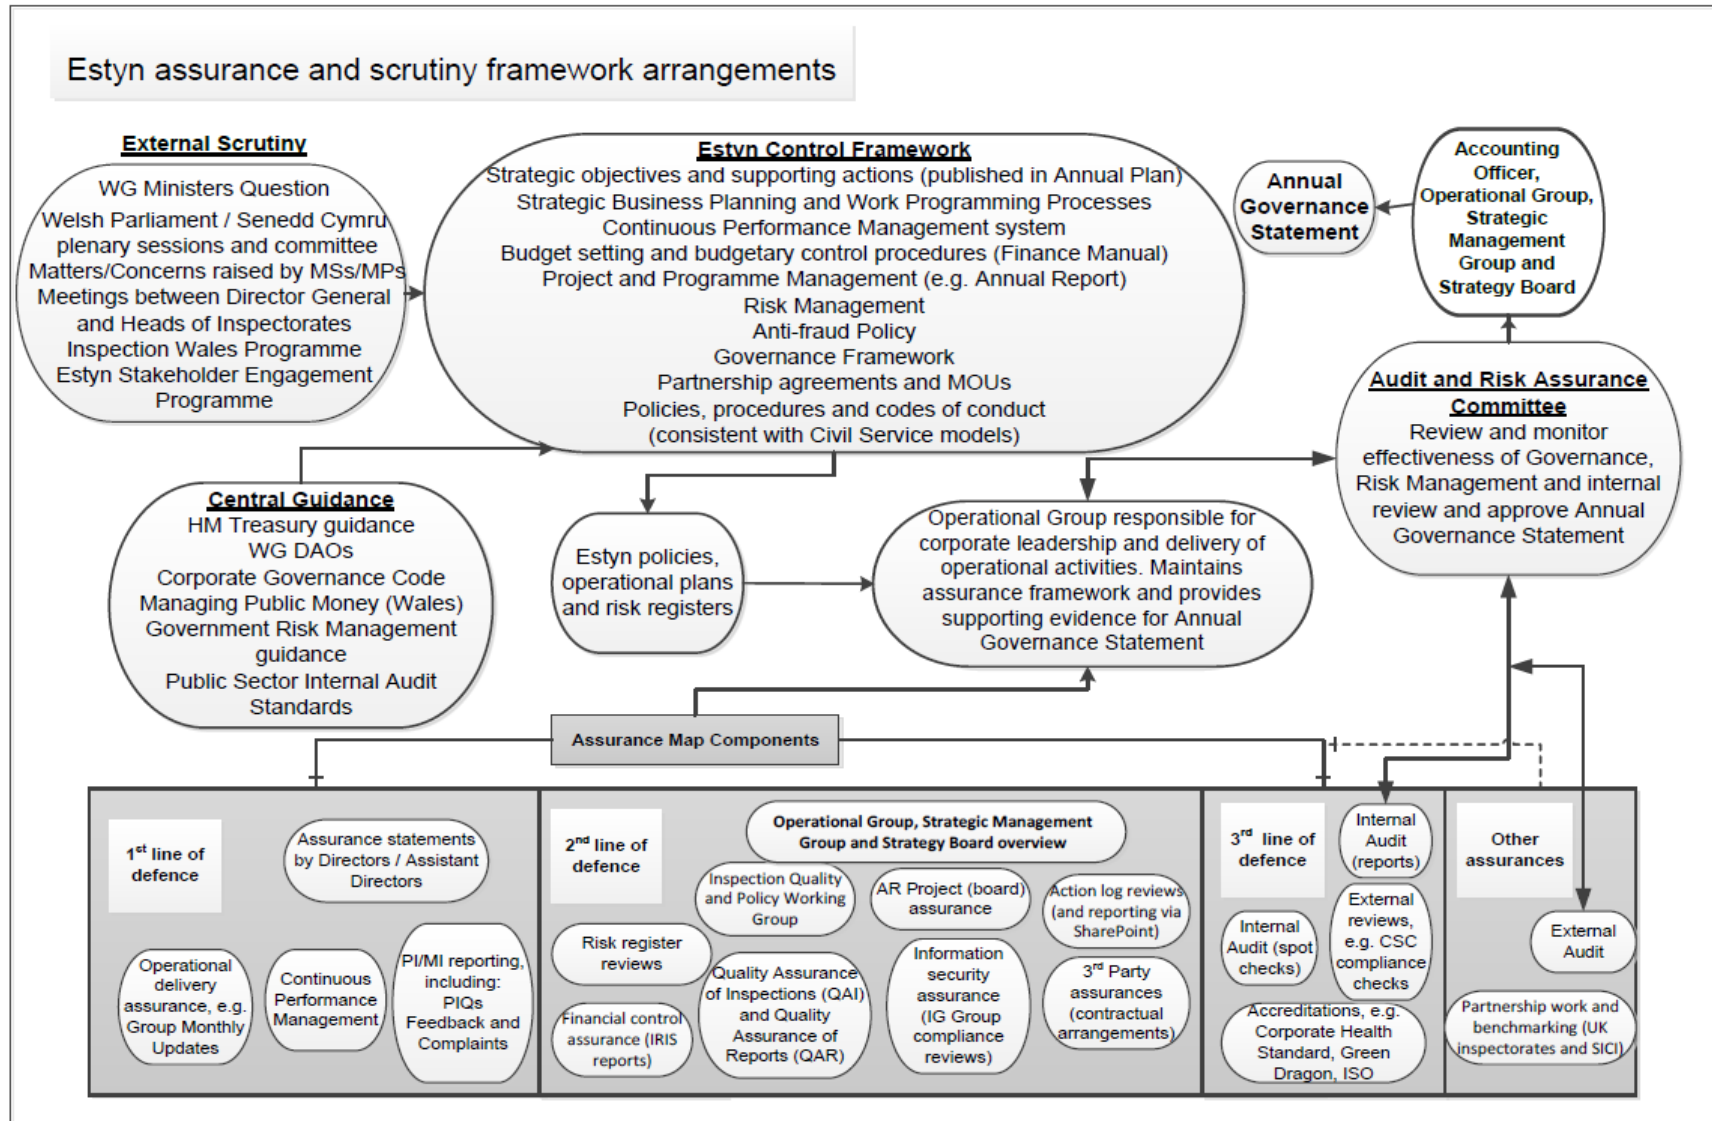 Estyn assurance and scrutiny framework arrangements
External Scrutiny
WG Ministers Question
Welsh Parliament / Senedd Cymru
plenary sessions and committee
Matters/Concerns raised by MSs/MPs
Meetings between Director General
and Heads of Inspectorates
Inspection Wales Programme
Estyn Stakeholder Engagement
Programme
Estyn Control Framework
Strategic objectives and supporting actions (published in Annual Plan)
Strategic Business Planning and Work Programming Processes
Continuous Performance Management system
Budget setting and budgetary control procedures (Finance Manual)
Project and Programme Management (e.g. Annual Report)
Risk Management
Anti-fraud Policy
Governance Framework
Partnership agreements and MOUs
Policies, procedures and codes of conduct
(consistent with Civil Service models)
Annual
Governance
Statement
Accounting
Officer,
Operational Group,
Strategic
Management
Group and
Strategy Board
Audit and Risk Assurance
Committee
Review and monitor
effectiveness of Governance,
Risk Management and internal
review and approve Annual
Governance Statement
Central Guidance
HM Treasury guidance
WG DAOs
Corporate Governance Code
Managing Public Money (Wales)
Government Risk Management
guidance
Public Sector Internal Audit
Standards
Estyn policies,
operational plans
and risk registers
Operational Group responsible for
corporate leadership and delivery of
operational activities. Maintains
assurance framework and provides
supporting evidence for Annual
Governance Statement
Assurance Map Components
1st line of
defence
Assurance statements
by Directors / Assistant
Directors
Operational
delivery
assurance, e.g.
Group Monthly
Updates
Continuous
Performance
Management
PI/MI reporting,
including:
PIQs
Feedback and
Complaints
2nd line of
defence
Operational Group, Strategic Management
Group and Strategy Board overview
Inspection Quality
and Policy Working
Group
AR Project (board)
assurance
Action log reviews
(and reporting via
SharePoint)
Risk register
reviews
Quality Assurance
of Inspections (QAI)
and Quality
Assurance of
Reports (QAR)
Information
security
assurance
(IG Group
compliance
reviews)
3rd Party
assurances
(contractual
arrangements)
Financial control
assurance (IRIS
reports)
3rd line of
defence
Internal
Audit
(reports)
Internal
Audit (spot
checks)
External
reviews,
e.g. CSC
compliance
checks
Accreditations, e.g.
Corporate Health
Standard, Green
Dragon, ISO
Other
assurances
External
Audit
Partnership work and
benchmarking (UK
inspectorates and SICI)